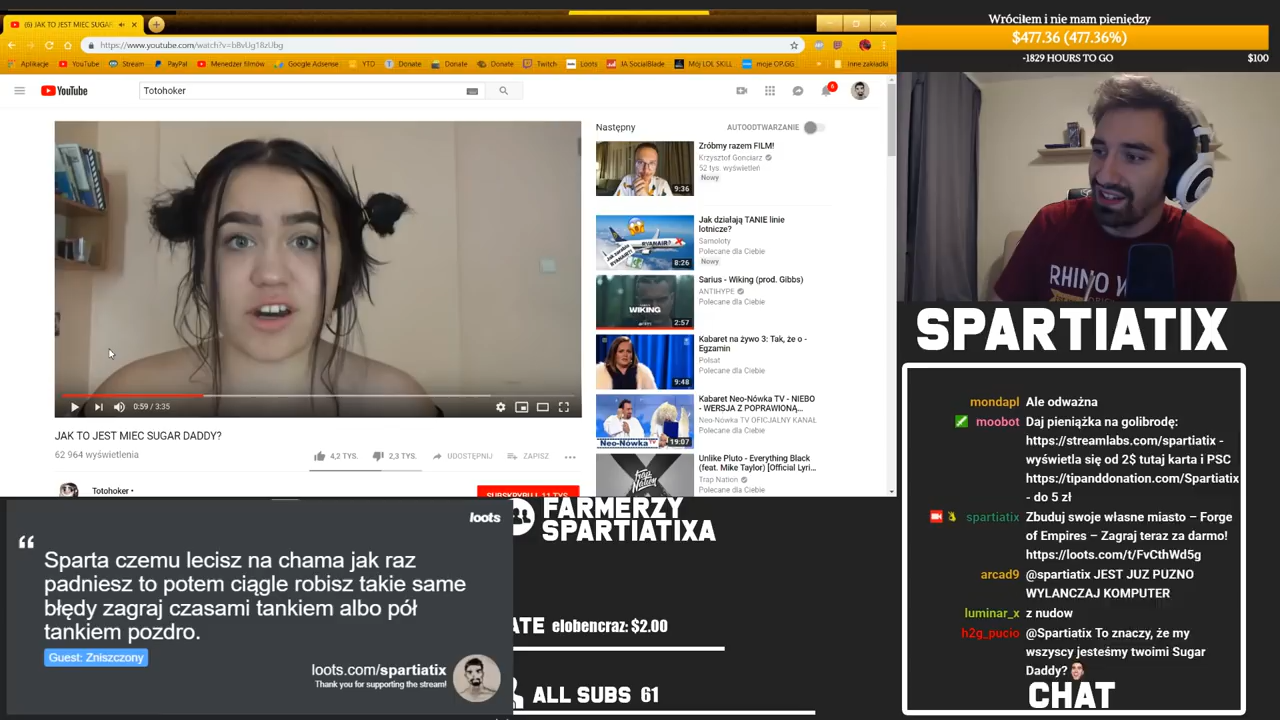 (6) JAK TO JEST MIEC SUGAR
https://www.youtube.com/watch?v=bBvUg18zUbg
Aplikacje YouTube Stream PayPal Menedżer filmów Google Adsense YTD Donate Donate Donate Twitch Loots IA SocialBlade Mój LOL SKILL moje OP.GG Inne zakładki
YouTube
Totohoker
6
0:59 / 3:35
JAK TO JEST MIEC SUGAR DADDY?
62 964 wyświetlenia
4,2 TYS. 2,3 TYS. UDOSTĘPNIJ ZAPISZ
Totohoker
SUBSKRYBUJ 11 TYS.
Następny AUTOODTWARZANIE
Zróbmy razem FILM!
Krzysztof Gonciarz
52 tys. wyświetleń
Nowy
9:36
Jak działają TANIE linie
lotnicze?
Samoloty
Polecane dla Ciebie
Nowy
RYANAIR
8:26
Sarius - Wiking (prod. Gibbs)
ANTIHYPE
Polecane dla Ciebie
WIKING
2:57
Kabaret na żywo 3: Tak, że o -
Egzamin
Polsat
Polecane dla Ciebie
9:48
Kabaret Neo-Nówka TV - NIEBO
- WERSJA Z POPRAWIONĄ...
Neo-Nówka TV OFICJALNY KANAŁ
Polecane dla Ciebie
Neo-Nówka
19:07
Unlike Pluto - Everything Black
(feat. Mike Taylor) [Official Lyri...
Trap Nation
Polecane dla Ciebie
Wróciłem i nie mam pieniędzy
$477.36 (477.36%)
-1829 HOURS TO GO $100
RHINO
SPARTIATIX
mondapl Ale odważna
moobot Daj pieniążka na golibrodę:
https://streamlabs.com/spartiatix -
wyświetla się od 2$ tutaj karta i PSC
https://tipanddonation.com/Spartiatix
- do 5 zł
spartiatix Zbuduj swoje własne miasto – Forge
of Empires – Zagraj teraz za darmo!
https://loots.com/t/FvCthWd5g
arcad9 @spartiatix JEST JUZ PUZNO
WYLANCZAJ KOMPUTER
luminar_x z nudow
h2g_pucio @Spartiatix To znaczy, że my
wszyscy jesteśmy twoimi Sugar
Daddy?
CHAT
loots
“
Sparta czemu lecisz na chama jak raz
padniesz to potem ciągle robisz takie same
błędy zagraj czasami tankiem albo pół
tankiem pozdro.
Guest: Zniszczony
loots.com/spartiatix
Thank you for supporting the stream!
FARMERZY
SPARTIATIXA
ATE elobencraz: $2.00
ALL SUBS 61